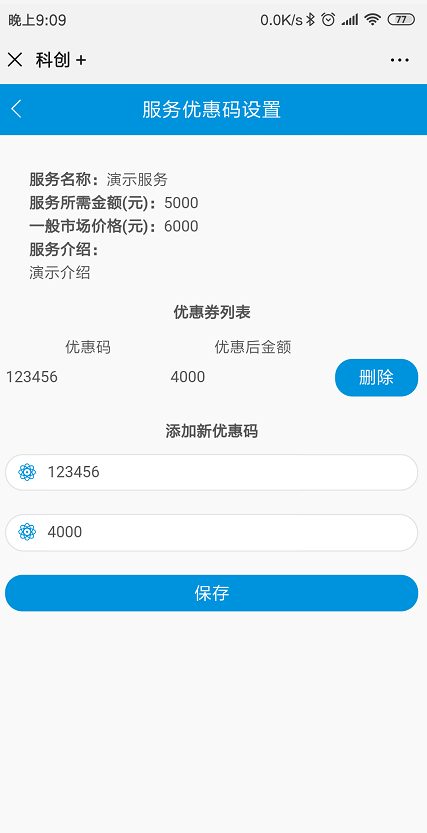 晚上9:09 0.0K/s 77
科创 +
服务优惠码设置
服务名称：演示服务
服务所需金额(元)：5000
一般市场价格(元)：6000
服务介绍：
演示介绍
优惠券列表
优惠码 优惠后金额
123456 4000 删除
添加新优惠码
123456
4000
保存